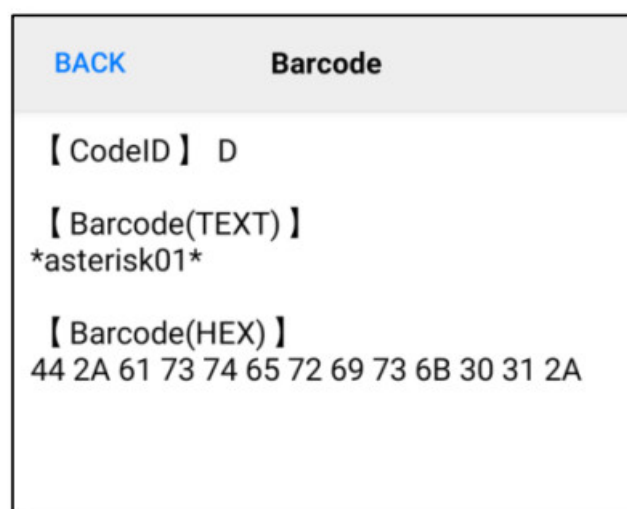 BACK Barcode
【 CodeID 】 D
【 Barcode(TEXT) 】
*asterisk01*
【 Barcode(HEX) 】
44 2A 61 73 74 65 72 69 73 6B 30 31 2A